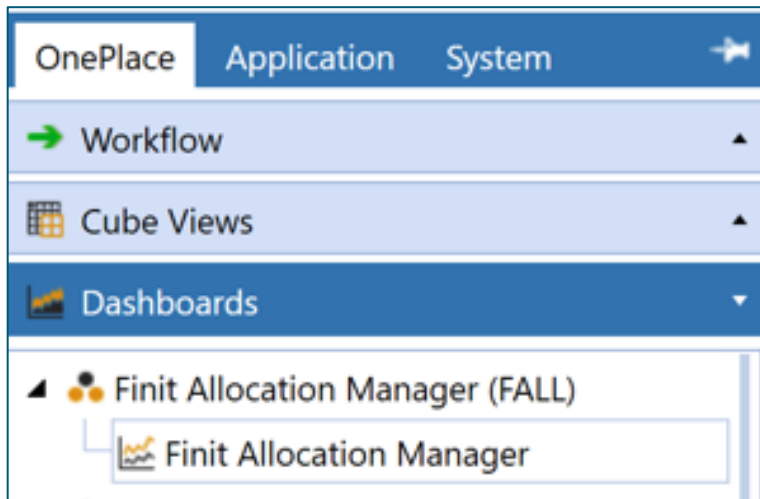 OnePlace Application System
Workflow
Cube Views
Dashboards
Finit Allocation Manager (FALL)
Finit Allocation Manager